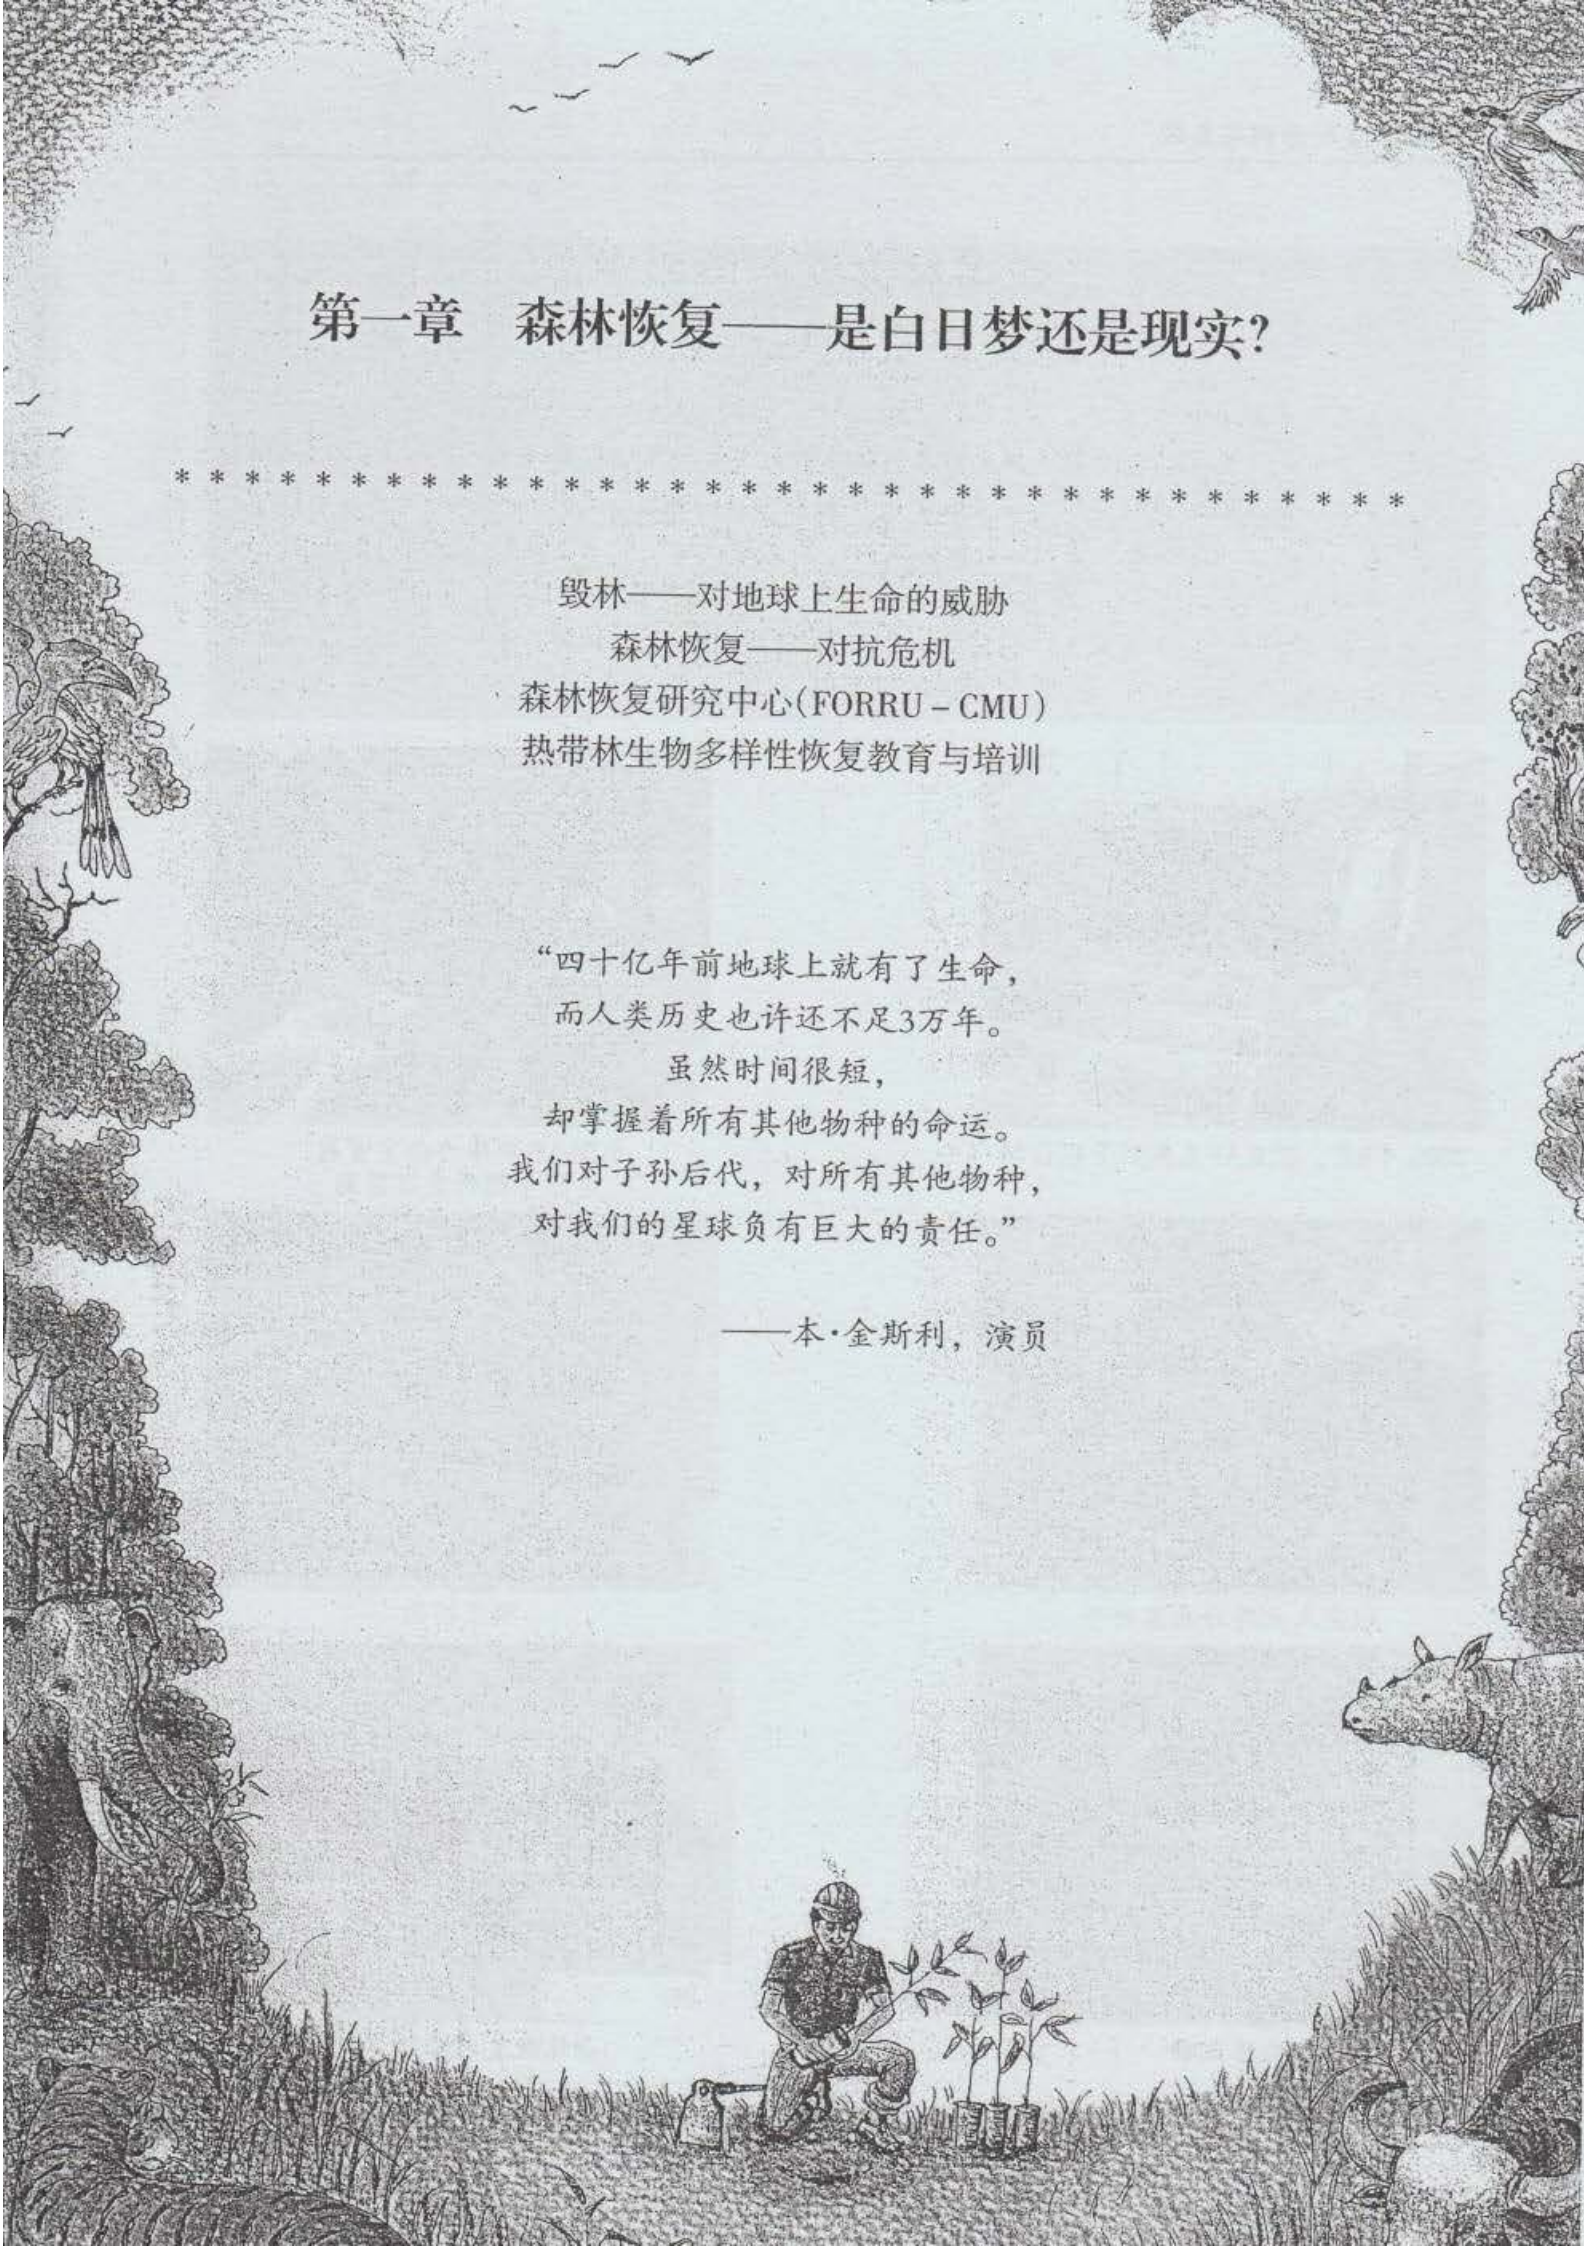 第一章　森林恢复——是白日梦还是现实？
* * * * * * * * * * * * * * * * * * * * * * * * * * * * * * * * * * *
毁林——对地球上生命的威胁
森林恢复——对抗危机
森林恢复研究中心(FORRU-CMU)
热带林生物多样性恢复教育与培训
“四十亿年前地球上就有了生命，
而人类历史也许还不足3万年。
虽然时间很短，
却掌握着所有其他物种的命运。
我们对子孙后代，对所有其他物种，
对我们的星球负有巨大的责任。”
——本·金斯利，演员